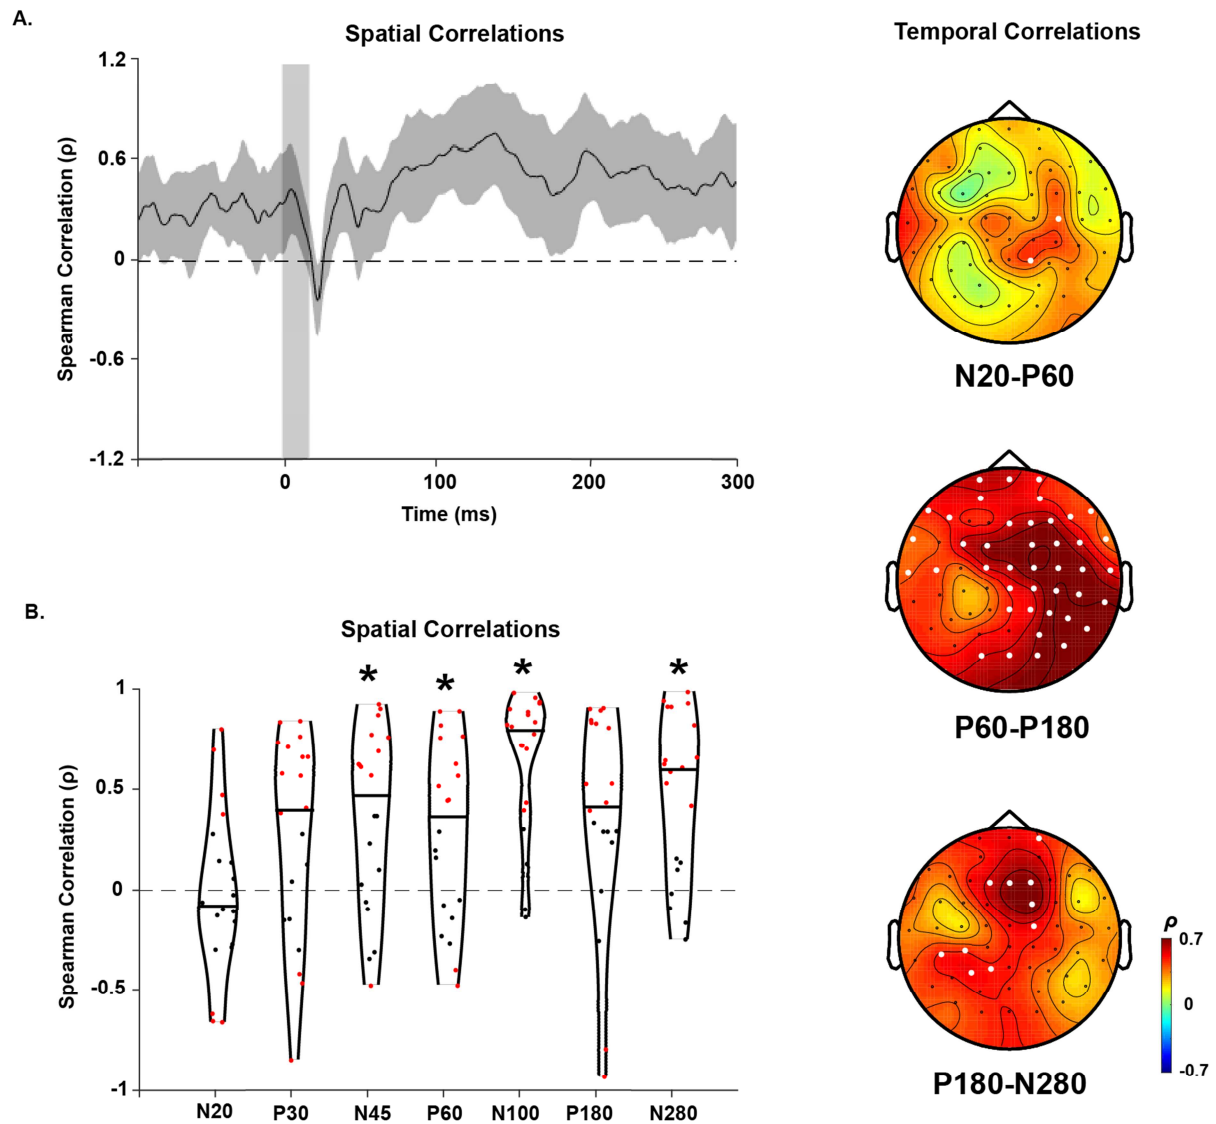 A.
Spatial Correlations
Temporal Correlations
Spearman Correlation (ρ)
1.2
0.6
0
-0.6
-1.2
0
100
200
300
Time (ms)
N20-P60
P60-P180
B.
Spatial Correlations
Spearman Correlation (ρ)
1
0.5
0
-0.5
-1
*
*
*
*
N20
P30
N45
P60
N100
P180
N280
ρ
0.7
0
-0.7
P180-N280